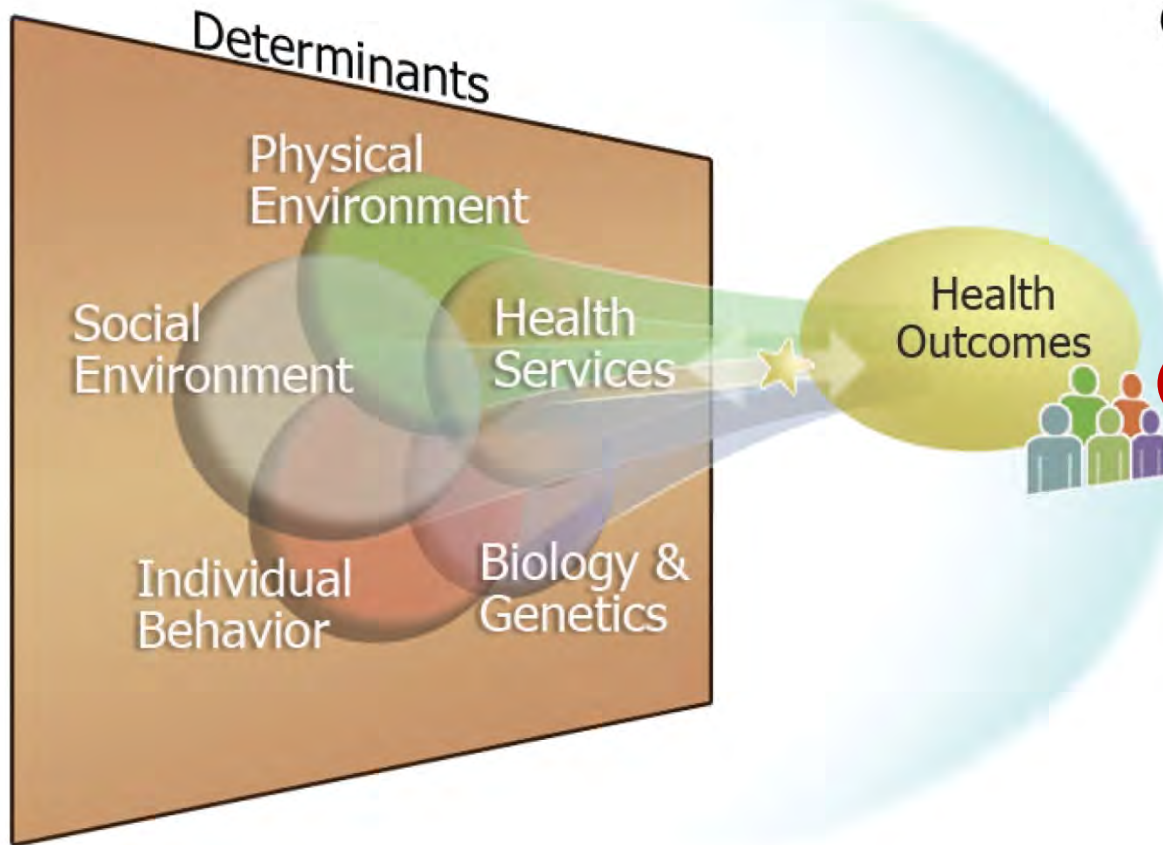 Determinants
Physical
Environment
Social
Environment
Health
Services
Health
Outcomes
Individual
Behavior
Biology &
Genetics